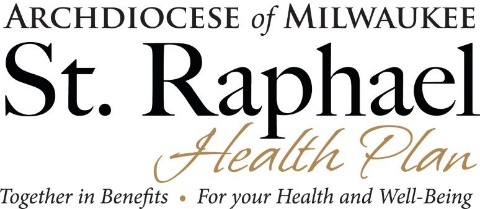 ARCHDIOCESE of MILWAUKEE
St. Raphael
Health Plan
Together in Benefits • For your Health and Well-Being